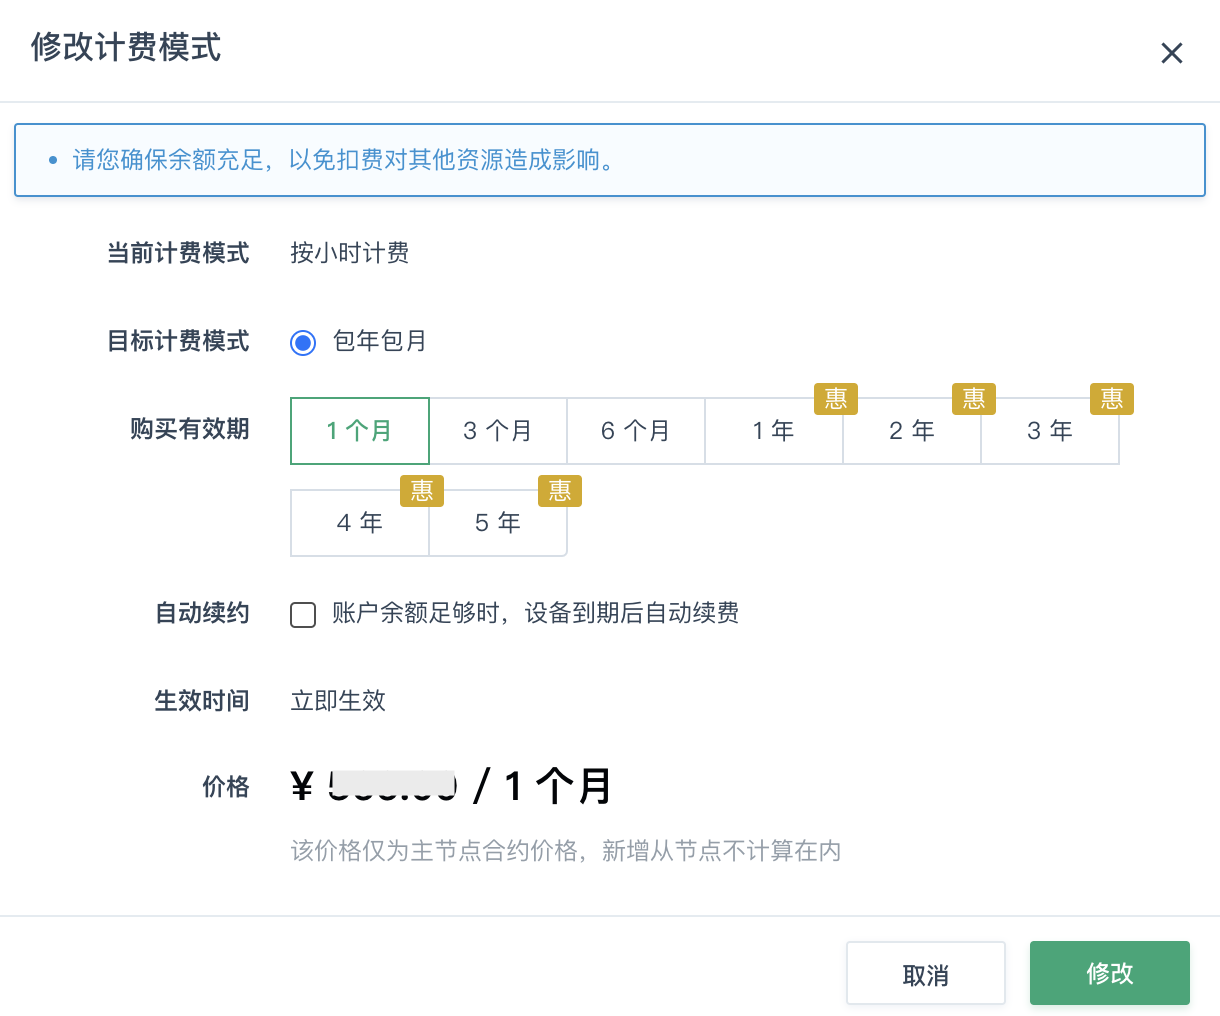 修改计费模式
请您确保余额充足，以免扣费对其他资源造成影响。
当前计费模式 按小时计费
目标计费模式 包年包月
购买有效期 1 个月 3 个月 6 个月 1 年 惠 2 年 惠 3 年 惠
4 年 惠 5 年 惠
自动续约 账户余额足够时，设备到期后自动续费
生效时间 立即生效
价格 ¥ / 1 个月
该价格仅为主节点合约价格，新增从节点不计算在内
取消 修改